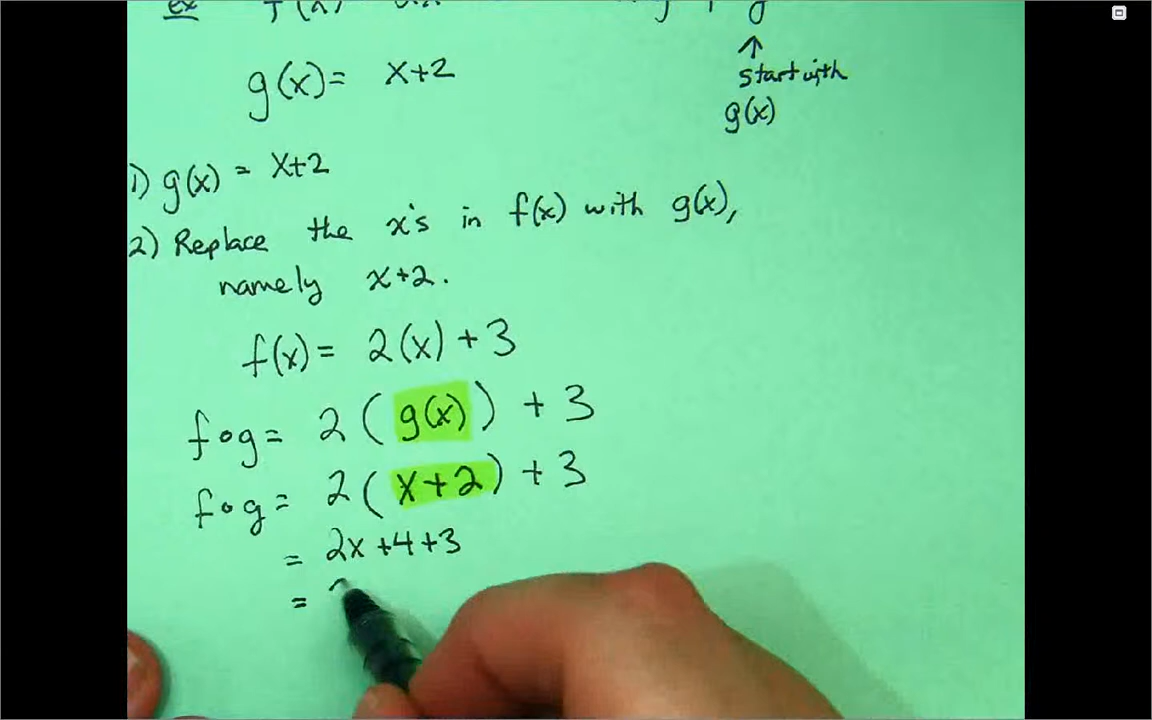 ex
g(x)= x+2
↑
start with
g(x)
1) g(x) = x+2
2) Replace the x's in f(x) with g(x),
namely x+2.
f(x)= 2(x)+3
f∘g= 2(g(x))+3
f∘g= 2(x+2)+3
= 2x+4+3
=